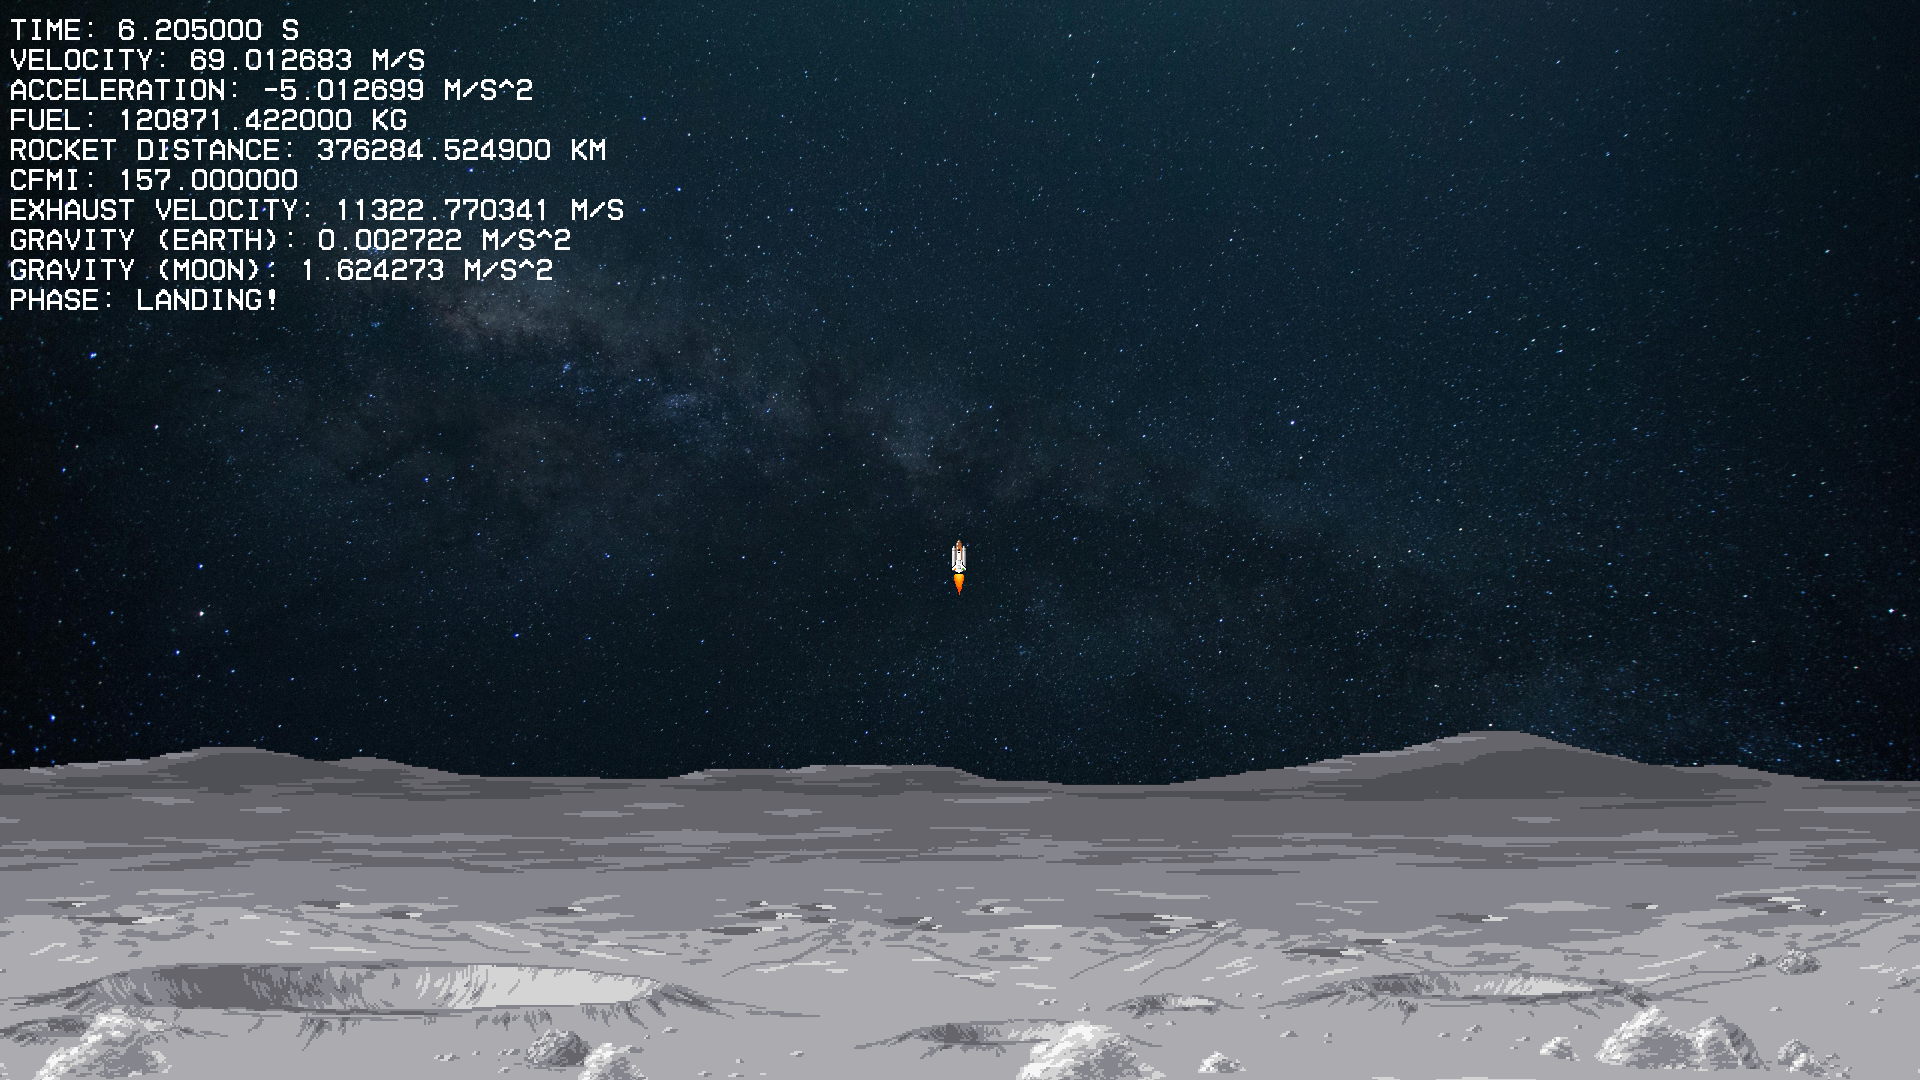 TIME: 6.205000 S
VELOCITY: 69.012683 M/S
ACCELERATION: -5.012699 M/S^2
FUEL: 120871.422000 KG
ROCKET DISTANCE: 376284.524900 KM
CFMI: 157.000000
EXHAUST VELOCITY: 11322.770341 M/S
GRAVITY (EARTH): 0.002722 M/S^2
GRAVITY (MOON): 1.624273 M/S^2
PHASE: LANDING!